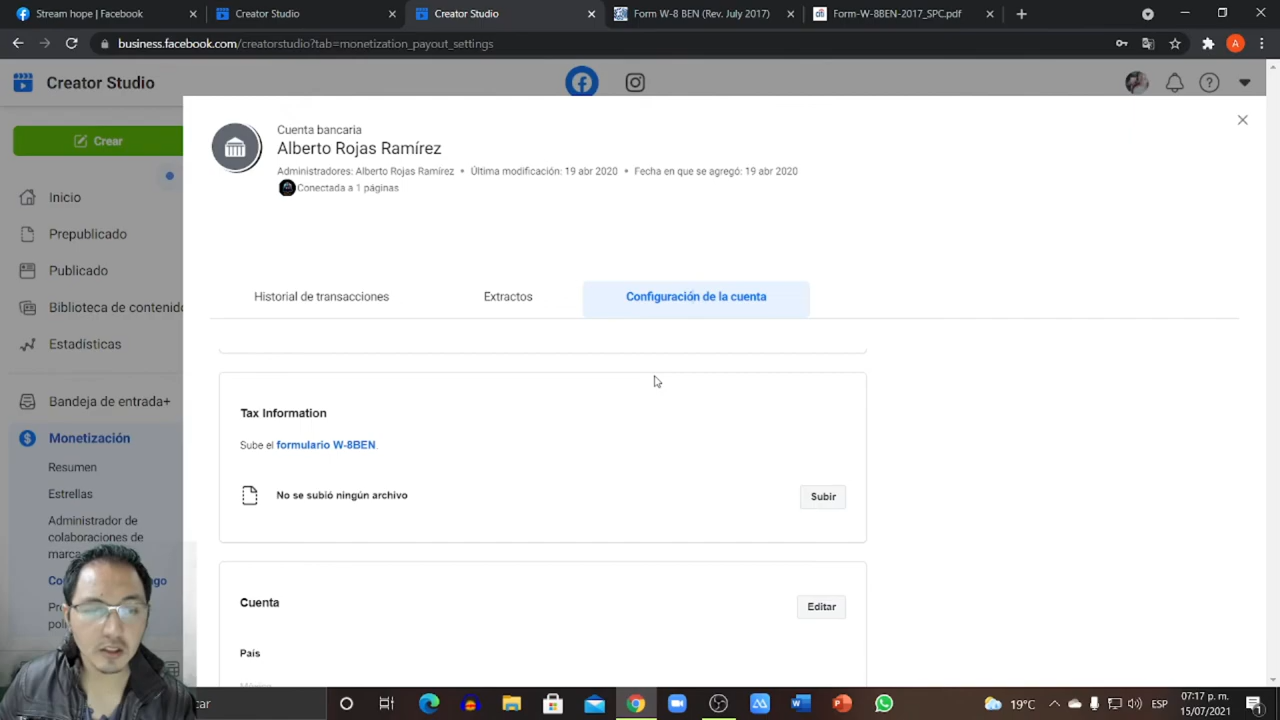 Stream hope | Facebook
Creator Studio
Creator Studio
Form W-8 BEN (Rev. July 2017)
Form-W-8BEN-2017_SPC.pdf
business.facebook.com/creatorstudio?tab=monetization_payout_settings
A
Creator Studio
Crear
Inicio
Prepublicado
Publicado
Biblioteca de contenido
Estadísticas
Bandeja de entrada+
Monetización
Resumen
Estrellas
Administrador de
colaboraciones de
marca
Cuenta bancaria
Alberto Rojas Ramírez
Administradores: Alberto Rojas Ramírez • Última modificación: 19 abr 2020 • Fecha en que se agregó: 19 abr 2020
Conectada a 1 páginas
Historial de transacciones
Extractos
Configuración de la cuenta
Tax Information
Sube el formulario W-8BEN.
No se subió ningún archivo
Subir
Cuenta
Editar
País
México
19°C
ESP
07:17 p. m.
15/07/2021